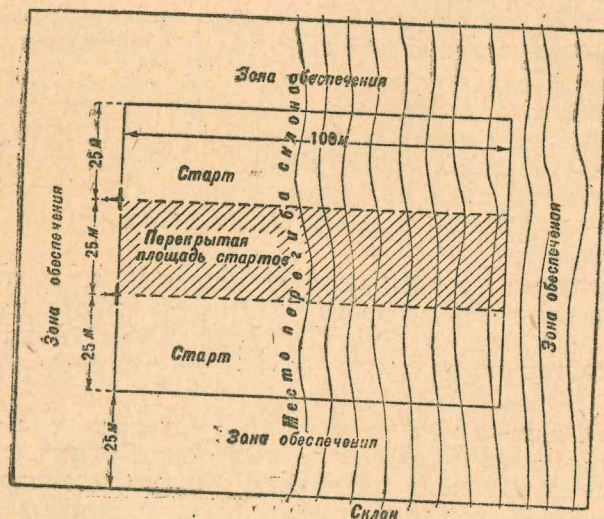 Зона обеспечения
100м
25м
Старт
25м
Перекрытая
площадь стартов
Место перегиба склона
Зона обеспечения
Зона обеспечения
25м
Старт
25м
Зона обеспечения
Склон